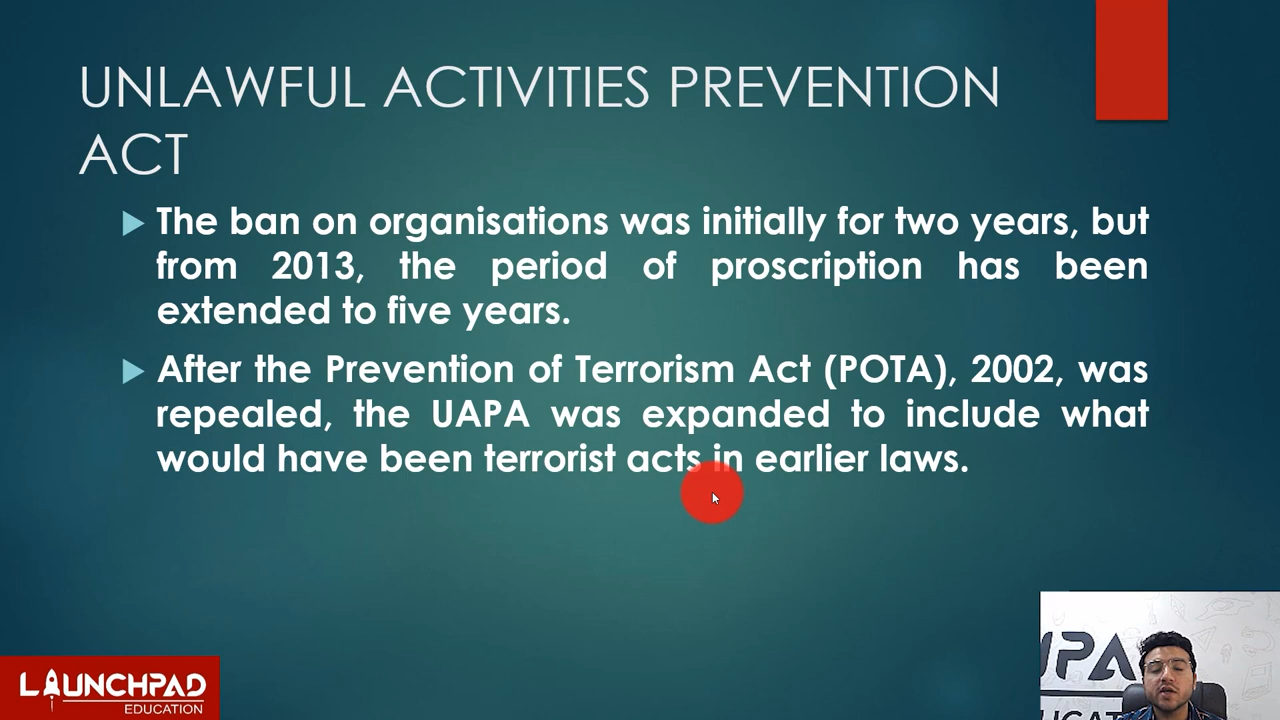 UNLAWFUL ACTIVITIES PREVENTION
ACT
The ban on organisations was initially for two years, but
from 2013, the period of proscription has been
extended to five years.
After the Prevention of Terrorism Act (POTA), 2002, was
repealed, the UAPA was expanded to include what
would have been terrorist acts in earlier laws.
LAUNCHPAD
EDUCATION